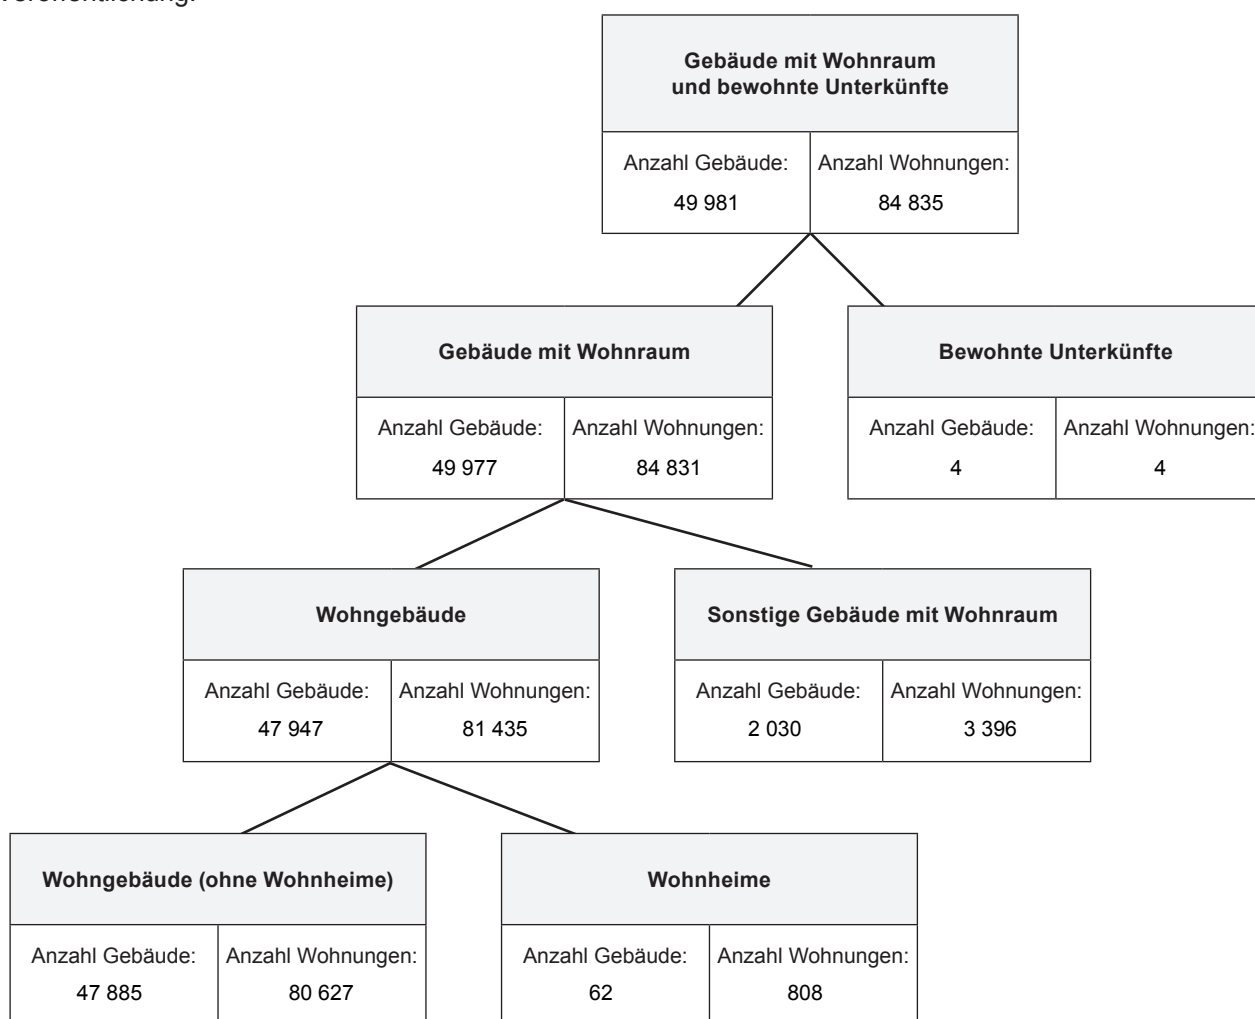 Veröffentlichung.
Gebäude mit Wohnraum
und bewohnte Unterkünfte
Anzahl Gebäude: Anzahl Wohnungen:
49 981 84 835
Gebäude mit Wohnraum Bewohnte Unterkünfte
Anzahl Gebäude: Anzahl Wohnungen: Anzahl Gebäude: Anzahl Wohnungen:
49 977 84 831 4 4
Wohngebäude Sonstige Gebäude mit Wohnraum
Anzahl Gebäude: Anzahl Wohnungen: Anzahl Gebäude: Anzahl Wohnungen:
47 947 81 435 2 030 3 396
Wohngebäude (ohne Wohnheime) Wohnheime
Anzahl Gebäude: Anzahl Wohnungen: Anzahl Gebäude: Anzahl Wohnungen:
47 885 80 627 62 808